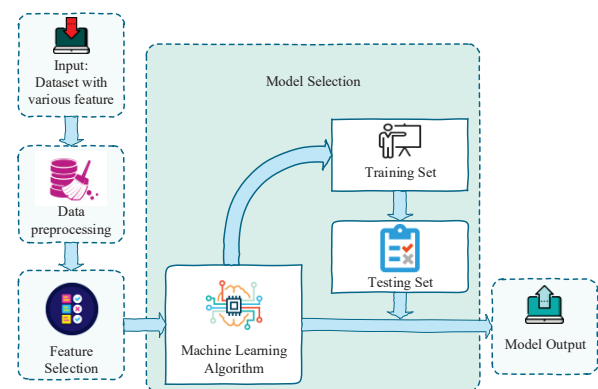 Input:
Dataset with
various feature
Data
preprocessing
Feature
Selection
Model Selection
Training Set
Testing Set
Machine Learning
Algorithm
Model Output